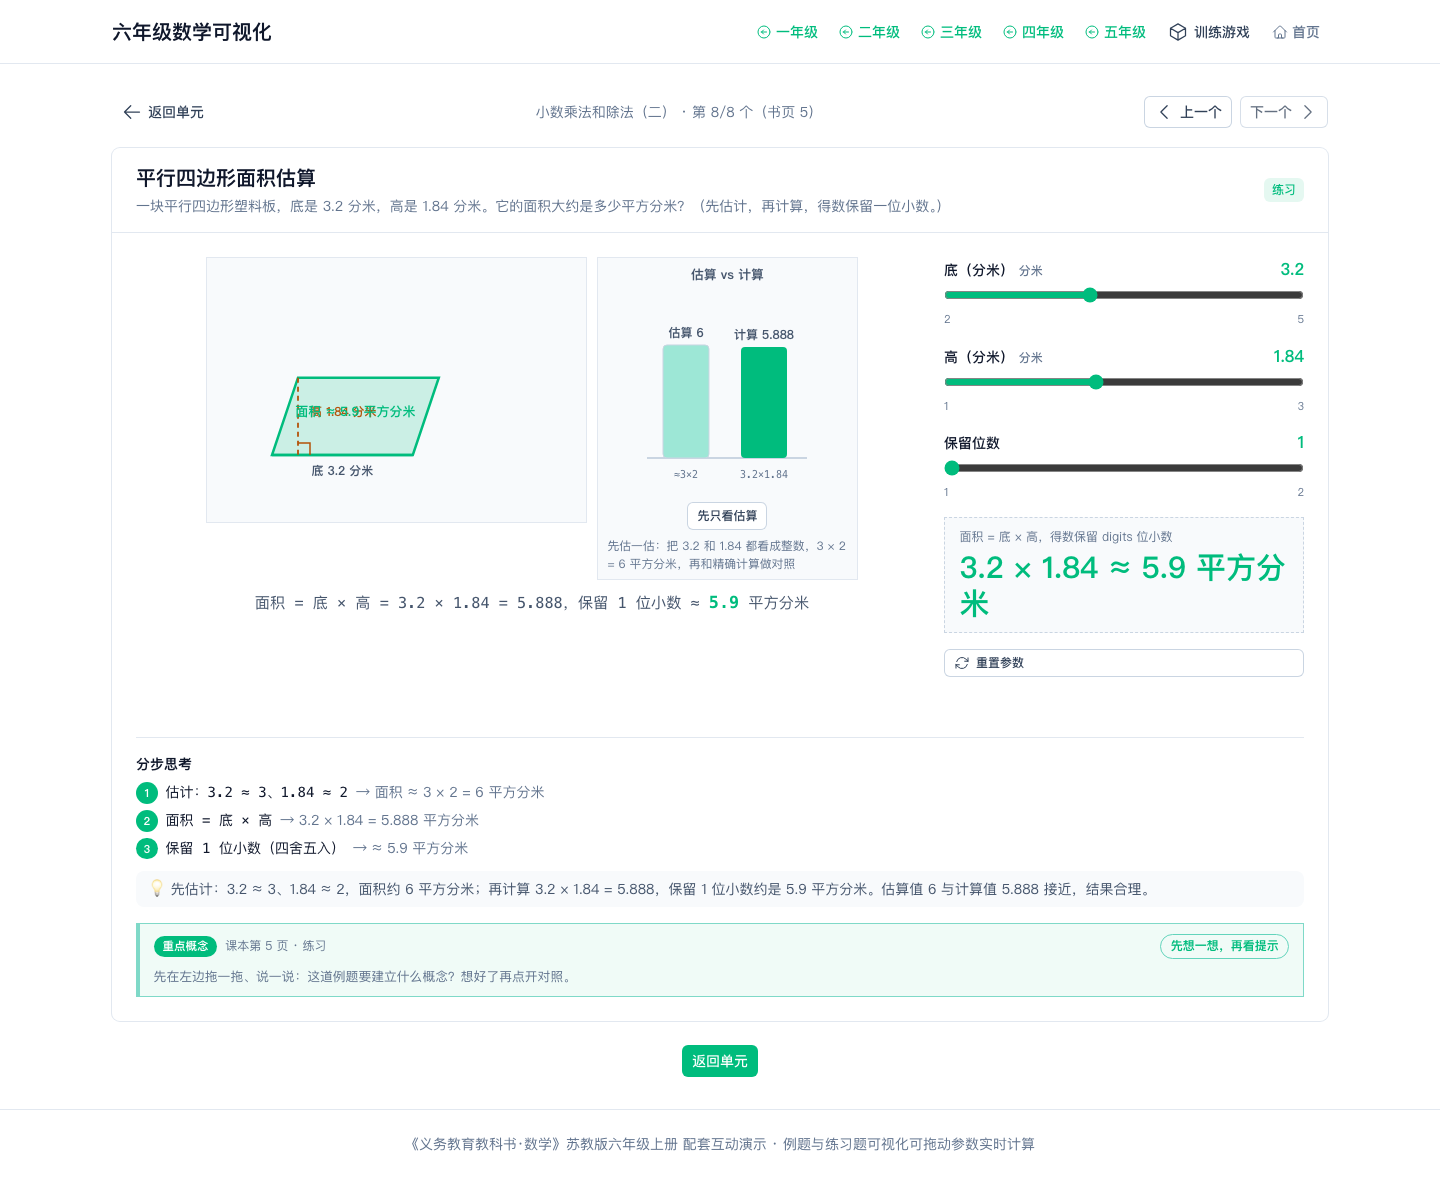 六年级数学可视化
一年级 二年级 三年级 四年级 五年级 训练游戏 首页
返回单元
小数乘法和除法（二） · 第 8/8 个（书页 5）
上一个 下一个
平行四边形面积估算
一块平行四边形塑料板，底是 3.2 分米，高是 1.84 分米。它的面积大约是多少平方分米？（先估计，再计算，得数保留一位小数。）
练习
面积 ≈ 5.9 平方分米
高 1.84 分米
底 3.2 分米
估算 vs 计算
估算 6
计算 5.888
≈3×2
3.2×1.84
先只看估算
先估一估：把 3.2 和 1.84 都看成整数，3 × 2
= 6 平方分米，再和精确计算做对照
面积 = 底 × 高 = 3.2 × 1.84 = 5.888，保留 1 位小数 ≈ 5.9 平方分米
底（分米） 分米 3.2
2 5
高（分米） 分米 1.84
1 3
保留位数 1
1 2
面积 = 底 × 高，得数保留 digits 位小数
3.2 × 1.84 ≈ 5.9 平方分
米
重置参数
分步思考
1 估计：3.2 ≈ 3、1.84 ≈ 2 → 面积 ≈ 3 × 2 = 6 平方分米
2 面积 = 底 × 高 → 3.2 × 1.84 = 5.888 平方分米
3 保留 1 位小数（四舍五入） → ≈ 5.9 平方分米
先估计：3.2 ≈ 3、1.84 ≈ 2，面积约 6 平方分米；再计算 3.2 × 1.84 = 5.888，保留 1 位小数约是 5.9 平方分米。估算值 6 与计算值 5.888 接近，结果合理。
重点概念 课本第 5 页 · 练习
先想一想，再看提示
先在左边拖一拖、说一说：这道例题要建立什么概念？想好了再点开对照。
返回单元
《义务教育教科书·数学》苏教版六年级上册 配套互动演示 · 例题与练习题可视化可拖动参数实时计算